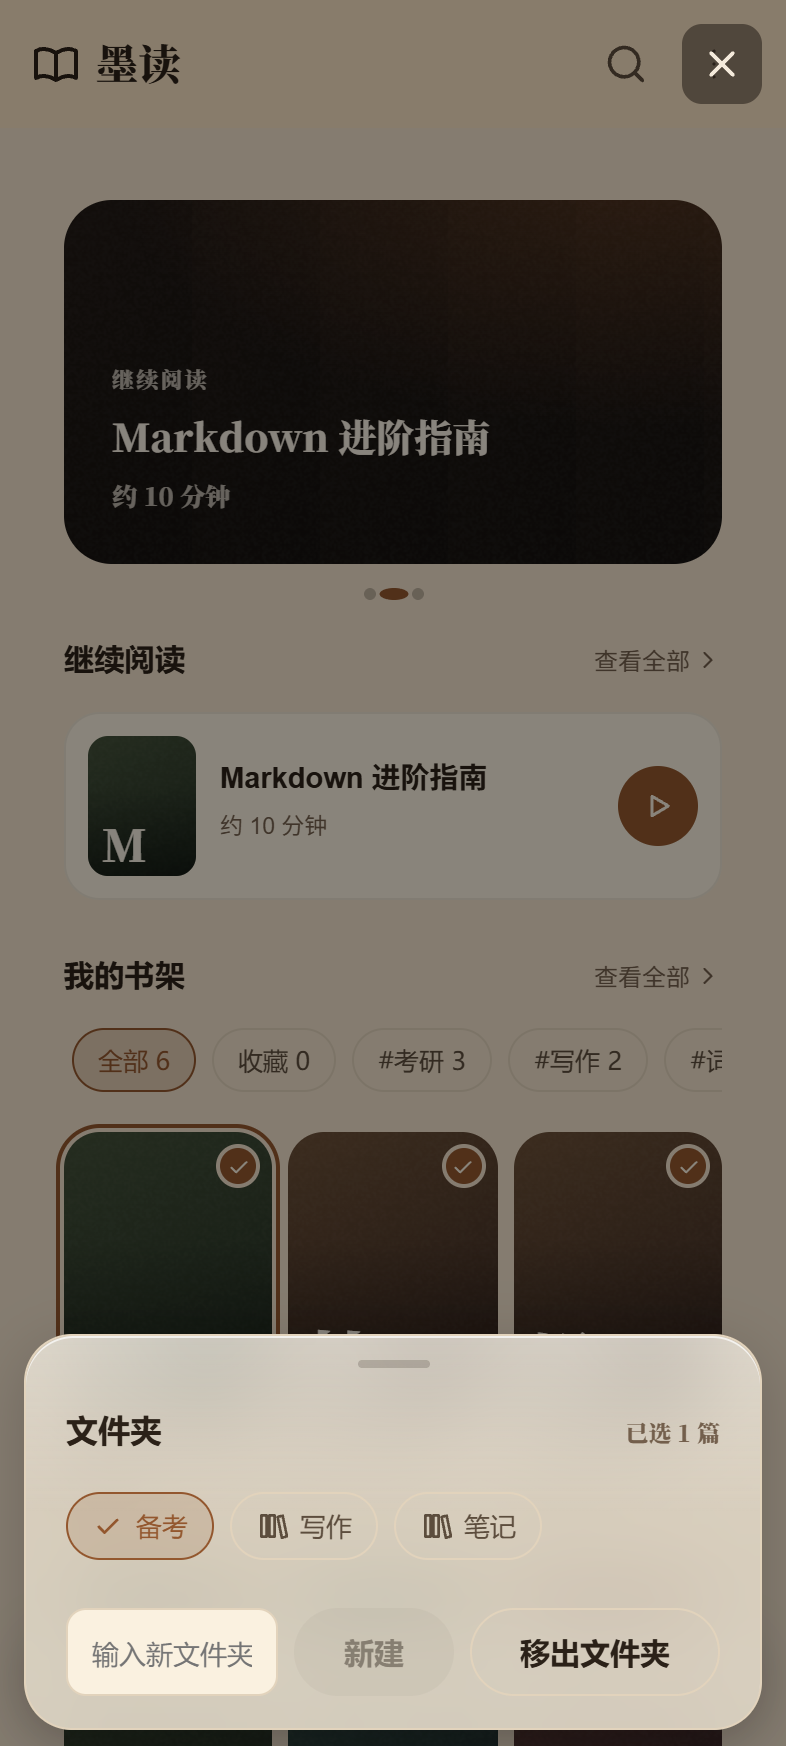 墨读
继续阅读
Markdown 进阶指南
约 10 分钟
继续阅读
查看全部
M
Markdown 进阶指南
约 10 分钟
我的书架
查看全部
全部 6
收藏 0
#考研 3
#写作 2
文件夹
已选 1 篇
备考
写作
笔记
输入新文件夹
新建
移出文件夹